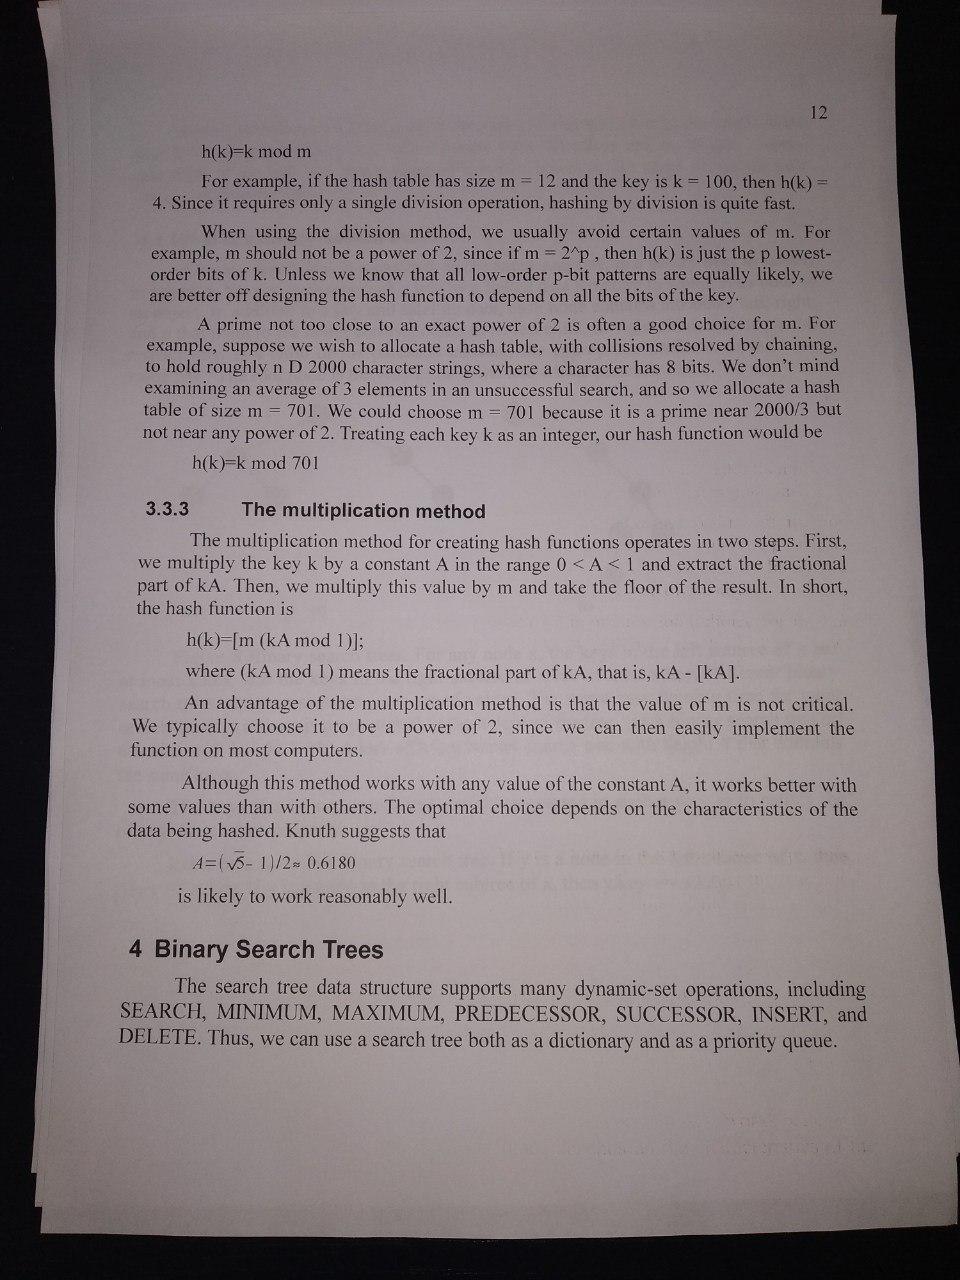 12
h(k)=k mod m
For example, if the hash table has size m = 12 and the key is k = 100, then h(k) =
4. Since it requires only a single division operation, hashing by division is quite fast.
When using the division method, we usually avoid certain values of m. For
example, m should not be a power of 2, since if m = 2^p , then h(k) is just the p lowest-
order bits of k. Unless we know that all low-order p-bit patterns are equally likely, we
are better off designing the hash function to depend on all the bits of the key.
A prime not too close to an exact power of 2 is often a good choice for m. For
example, suppose we wish to allocate a hash table, with collisions resolved by chaining,
to hold roughly n D 2000 character strings, where a character has 8 bits. We don't mind
examining an average of 3 elements in an unsuccessful search, and so we allocate a hash
table of size m = 701. We could choose m = 701 because it is a prime near 2000/3 but
not near any power of 2. Treating each key k as an integer, our hash function would be
h(k)=k mod 701
3.3.3 The multiplication method
The multiplication method for creating hash functions operates in two steps. First,
we multiply the key k by a constant A in the range 0 < A < 1 and extract the fractional
part of kA. Then, we multiply this value by m and take the floor of the result. In short,
the hash function is
h(k)=[m (kA mod 1)];
where (kA mod 1) means the fractional part of kA, that is, kA - [kA].
An advantage of the multiplication method is that the value of m is not critical.
We typically choose it to be a power of 2, since we can then easily implement the
function on most computers.
Although this method works with any value of the constant A, it works better with
some values than with others. The optimal choice depends on the characteristics of the
data being hashed. Knuth suggests that
A=(√5- 1)/2≈ 0.6180
is likely to work reasonably well.
4 Binary Search Trees
The search tree data structure supports many dynamic-set operations, including
SEARCH, MINIMUM, MAXIMUM, PREDECESSOR, SUCCESSOR, INSERT, and
DELETE. Thus, we can use a search tree both as a dictionary and as a priority queue.